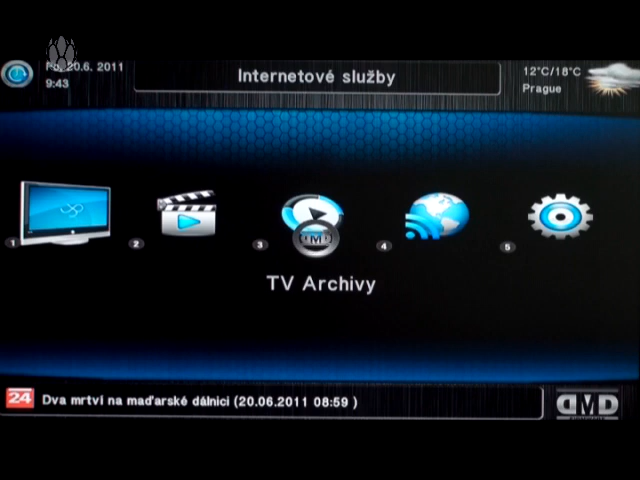 Po, 20.6. 2011
9:43
Internetové služby
12°C/18°C
Prague
1 2 3 4 5
DMD
TV Archivy
24 Dva mrtví na maďarské dálnici (20.06.2011 08:59 )
DMD